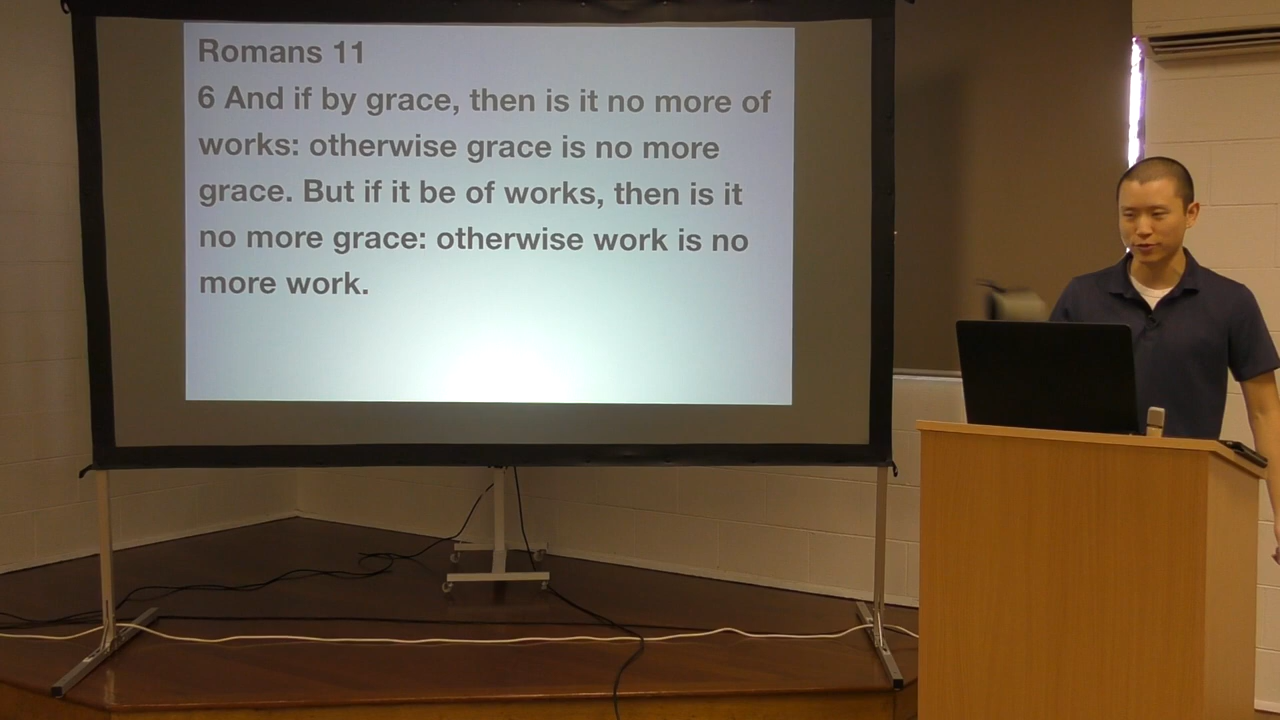 Romans 11
6 And if by grace, then is it no more of
works: otherwise grace is no more
grace. But if it be of works, then is it
no more grace: otherwise work is no
more work.